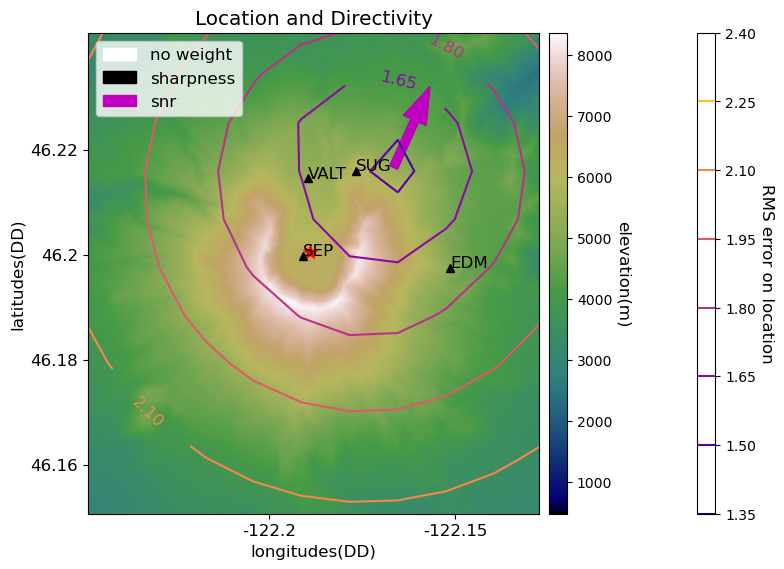 Location and Directivity
no weight
sharpness
snr
1.80
1.65
SUG
VALT
SEP
EDM
2.10
46.22
46.2
46.18
46.16
latitudes(DD)
-122.2
-122.15
longitudes(DD)
8000
7000
6000
5000
4000
3000
2000
1000
elevation(m)
2.40
2.25
2.10
1.95
1.80
1.65
1.50
1.35
RMS error on location